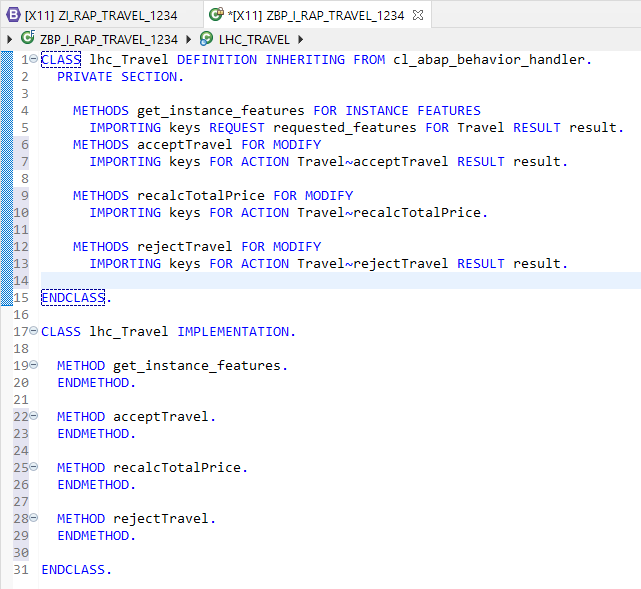 [X11] ZI_RAP_TRAVEL_1234 *[X11] ZBP_I_RAP_TRAVEL_1234
ZBP_I_RAP_TRAVEL_1234 LHC_TRAVEL
1 CLASS lhc_Travel DEFINITION INHERITING FROM cl_abap_behavior_handler.
2 PRIVATE SECTION.
3
4 METHODS get_instance_features FOR INSTANCE FEATURES
5 IMPORTING keys REQUEST requested_features FOR Travel RESULT result.
6 METHODS acceptTravel FOR MODIFY
7 IMPORTING keys FOR ACTION Travel~acceptTravel RESULT result.
8
9 METHODS recalcTotalPrice FOR MODIFY
10 IMPORTING keys FOR ACTION Travel~recalcTotalPrice.
11
12 METHODS rejectTravel FOR MODIFY
13 IMPORTING keys FOR ACTION Travel~rejectTravel RESULT result.
14
15 ENDCLASS.
16
17 CLASS lhc_Travel IMPLEMENTATION.
18
19 METHOD get_instance_features.
20 ENDMETHOD.
21
22 METHOD acceptTravel.
23 ENDMETHOD.
24
25 METHOD recalcTotalPrice.
26 ENDMETHOD.
27
28 METHOD rejectTravel.
29 ENDMETHOD.
30
31 ENDCLASS.